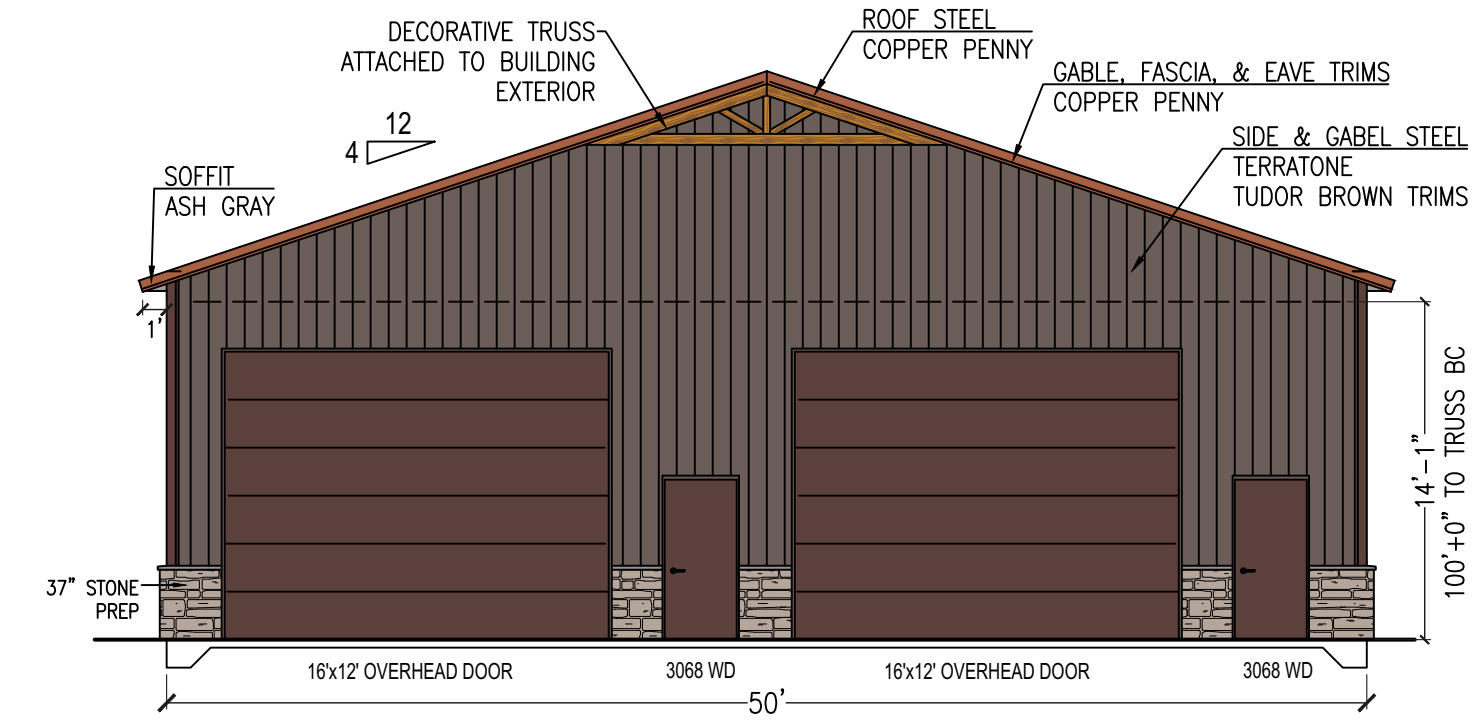 DECORATIVE TRUSS
ATTACHED TO BUILDING
EXTERIOR
ROOF STEEL
COPPER PENNY
GABLE, FASCIA, & EAVE TRIMS
COPPER PENNY
SIDE & GABEL STEEL
TERRATONE
TUDOR BROWN TRIMS
12
4
SOFFIT
ASH GRAY
1'
14'-1"
100'+0" TO TRUSS BC
37" STONE
PREP
16'x12' OVERHEAD DOOR
3068 WD
16'x12' OVERHEAD DOOR
3068 WD
50'